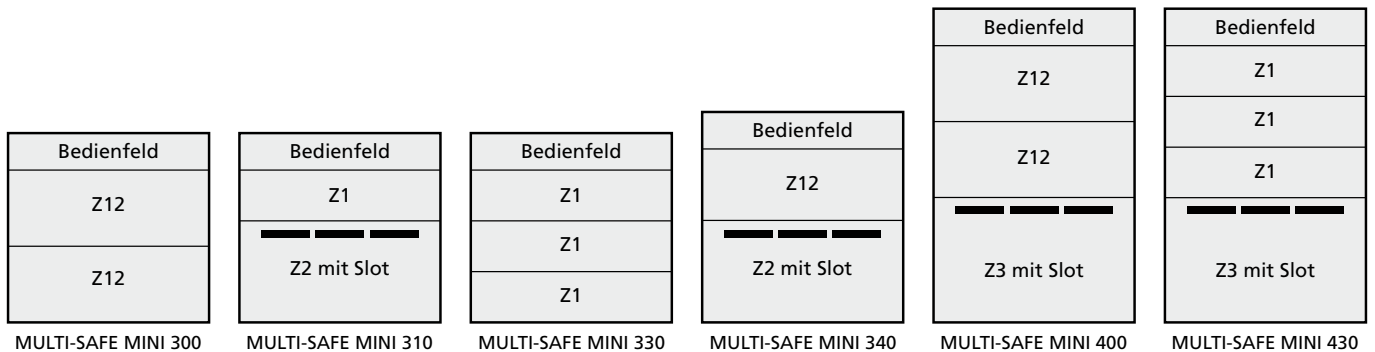 Bedienfeld
Z12
Z12
MULTI-SAFE MINI 300
Bedienfeld
Z1
Z2 mit Slot
MULTI-SAFE MINI 310
Bedienfeld
Z1
Z1
Z1
MULTI-SAFE MINI 330
Bedienfeld
Z12
Z2 mit Slot
MULTI-SAFE MINI 340
Bedienfeld
Z12
Z12
Z3 mit Slot
MULTI-SAFE MINI 400
Bedienfeld
Z1
Z1
Z1
Z3 mit Slot
MULTI-SAFE MINI 430